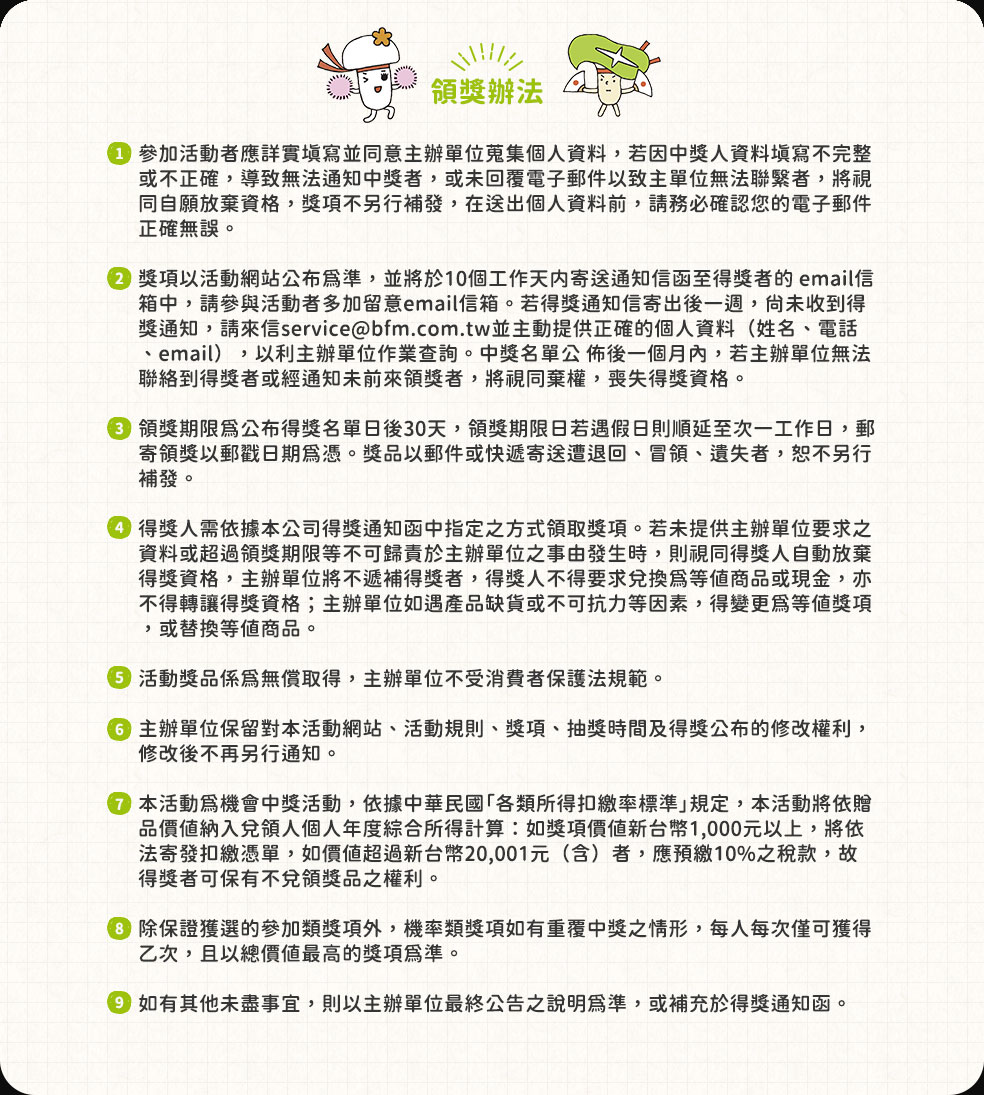 領獎辦法
1 參加活動者應詳實填寫並同意主辦單位蒐集個人資料，若因中獎人資料填寫不完整
或不正確，導致無法通知中獎者，或未回覆電子郵件以致主單位無法聯繫者，將視
同自願放棄資格，獎項不另行補發，在送出個人資料前，請務必確認您的電子郵件
正確無誤。
2 獎項以活動網站公布為準，並將於10個工作天內寄送通知信函至得獎者的 email信
箱中，請參與活動者多加留意email信箱。若得獎通知信寄出後一週，尚未收到得
獎通知，請來信service@bfm.com.tw並主動提供正確的個人資料（姓名、電話
、email），以利主辦單位作業查詢。中獎名單公 佈後一個月內，若主辦單位無法
聯絡到得獎者或經通知未前來領獎者，將視同棄權，喪失得獎資格。
3 領獎期限為公布得獎名單日後30天，領獎期限日若遇假日則順延至次一工作日，郵
寄領獎以郵戳日期為憑。獎品以郵件或快遞寄送遭退回、冒領、遺失者，恕不另行
補發。
4 得獎人需依據本公司得獎通知函中指定之方式領取獎項。若未提供主辦單位要求之
資料或超過領獎期限等不可歸責於主辦單位之事由發生時，則視同得獎人自動放棄
得獎資格，主辦單位將不遞補得獎者，得獎人不得要求兌換為等值商品或現金，亦
不得轉讓得獎資格；主辦單位如遇產品缺貨或不可抗力等因素，得變更為等值獎項
，或替換等值商品。
5 活動獎品係為無償取得，主辦單位不受消費者保護法規範。
6 主辦單位保留對本活動網站、活動規則、獎項、抽獎時間及得獎公布的修改權利，
修改後不再另行通知。
7 本活動為機會中獎活動，依據中華民國「各類所得扣繳率標準」規定，本活動將依贈
品價值納入兌領人個人年度綜合所得計算：如獎項價值新台幣1,000元以上，將依
法寄發扣繳憑單，如價值超過新台幣20,001元（含）者，應預繳10%之稅款，故
得獎者可保有不兌領獎品之權利。
8 除保證獲選的參加類獎項外，機率類獎項如有重覆中獎之情形，每人每次僅可獲得
乙次，且以總價值最高的獎項為準。
9 如有其他未盡事宜，則以主辦單位最終公告之說明為準，或補充於得獎通知函。